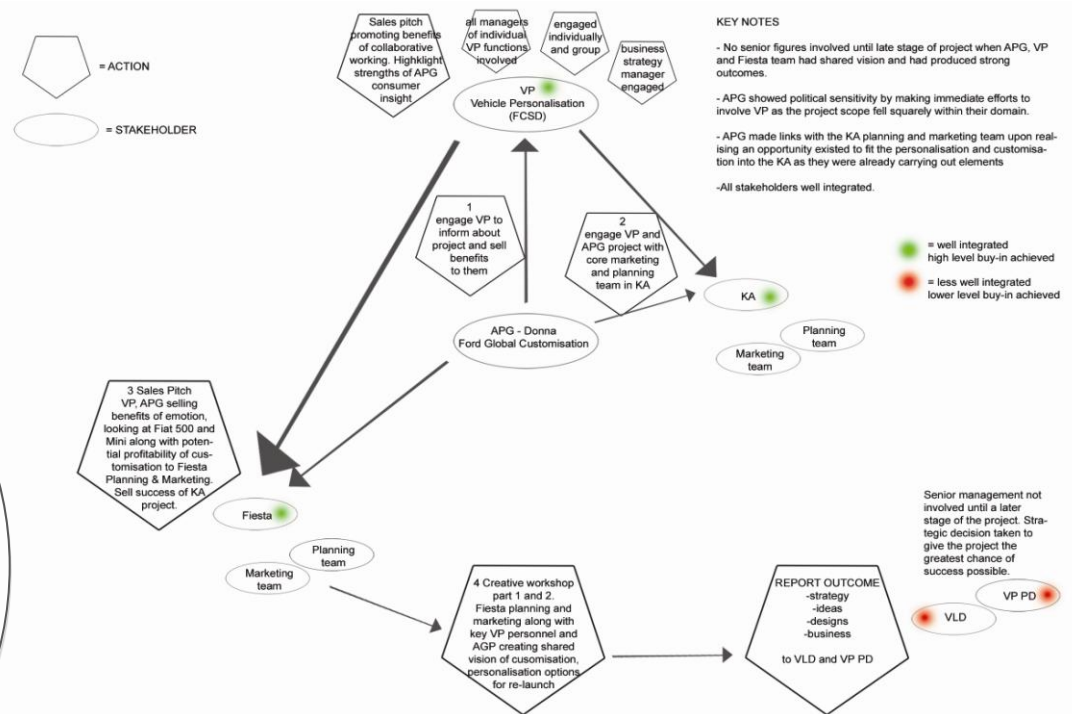 = ACTION
= STAKEHOLDER
Sales pitch
promoting benefits
of collaborative
working. Highlight
strengths of APG
consumer
insight
all managers
of individual
VP functions
involved
engaged
individually
and group
business
strategy
manager
engaged
VP
Vehicle Personalisation
(FCSD)
KEY NOTES
- No senior figures involved until late stage of project when APG, VP
and Fiesta team had shared vision and had produced strong
outcomes.
- APG showed political sensitivity by making immediate efforts to
involve VP as the project scope fell squarely within their domain.
- APG made links with the KA planning and marketing team upon real-
ising an opportunity existed to fit the personalisation and customisa-
tion into the KA as they were already carrying out elements
-All stakeholders well integrated.
= well integrated
high level buy-in achieved
= less well integrated
lower level buy-in achieved
1
engage VP to
inform about
project and sell
benefits
to them
2
engage VP and
APG project with
core marketing
and planning
team in KA
KA
Planning
team
Marketing
team
APG - Donna
Ford Global Customisation
3 Sales Pitch
VP, APG selling
benefits of emotion,
looking at Fiat 500 and
Mini along with poten-
tial profitability of cus-
tomisation to Fiesta
Planning & Marketing.
Sell success of KA
project.
Fiesta
Planning
team
Marketing
team
4 Creative workshop
part 1 and 2.
Fiesta planning and
marketing along with
key VP personnel and
AGP creating shared
vision of cusomisation,
personalisation options
for re-launch
REPORT OUTCOME
-strategy
-ideas
-designs
-business
to VLD and VP PD
Senior management not
involved until a later
stage of the project. Stra-
tegic decision taken to
give the project the
greatest chance of
success possible.
VP PD
VLD